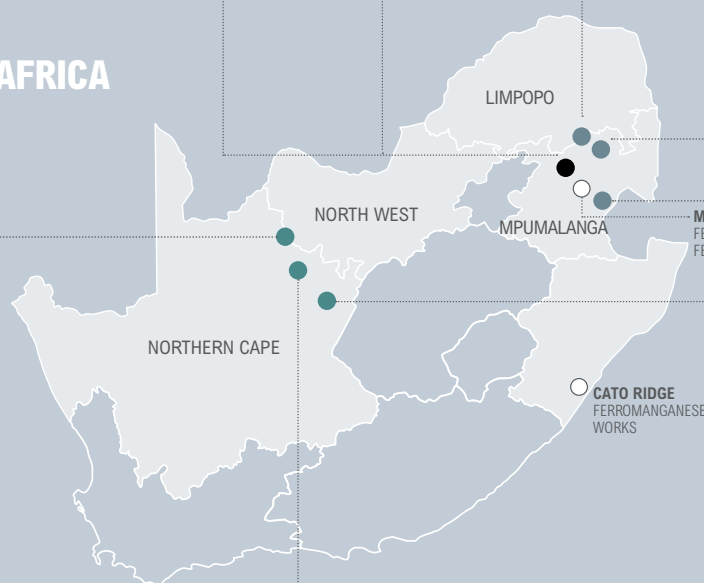 AFRICA
LIMPOPO
NORTH WEST
MPUMALANGA
NORTHERN CAPE
CATO RIDGE
FERROMANGANESE
WORKS